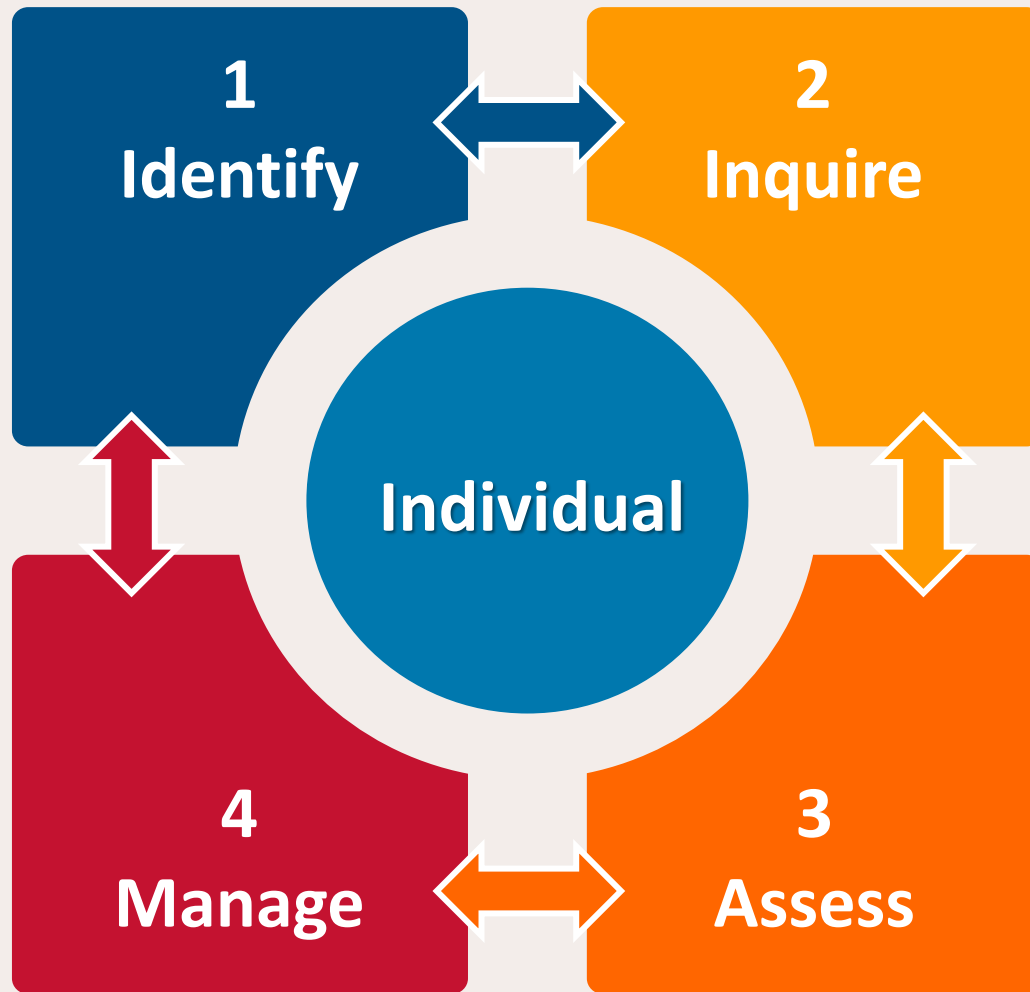 1
Identify
2
Inquire
Individual
4
Manage
3
Assess